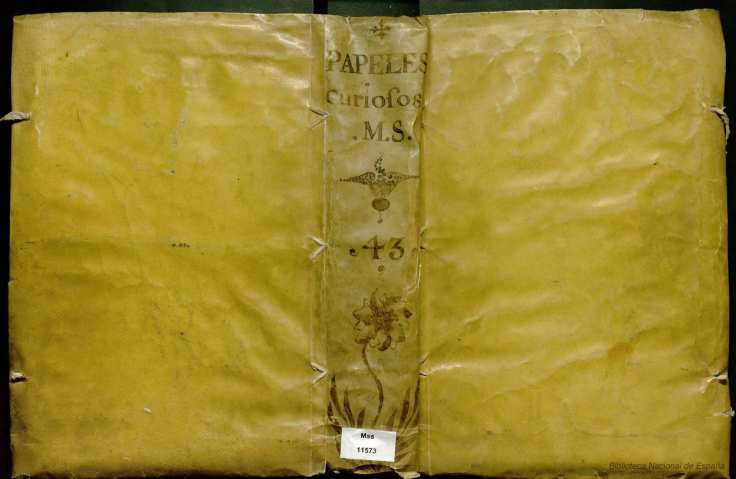 PAPELES
curioſos
.M.S.
43
Mss
11573
Biblioteca Nacional de España